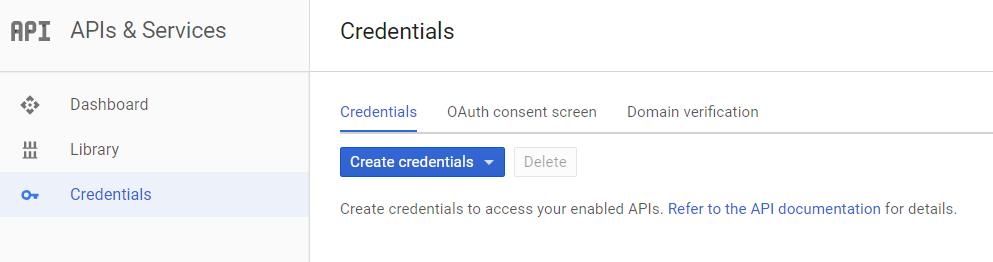 API APIs & Services
Credentials
Dashboard
Library
Credentials
Credentials OAuth consent screen Domain verification
Create credentials Delete
Create credentials to access your enabled APIs. Refer to the API documentation for details.